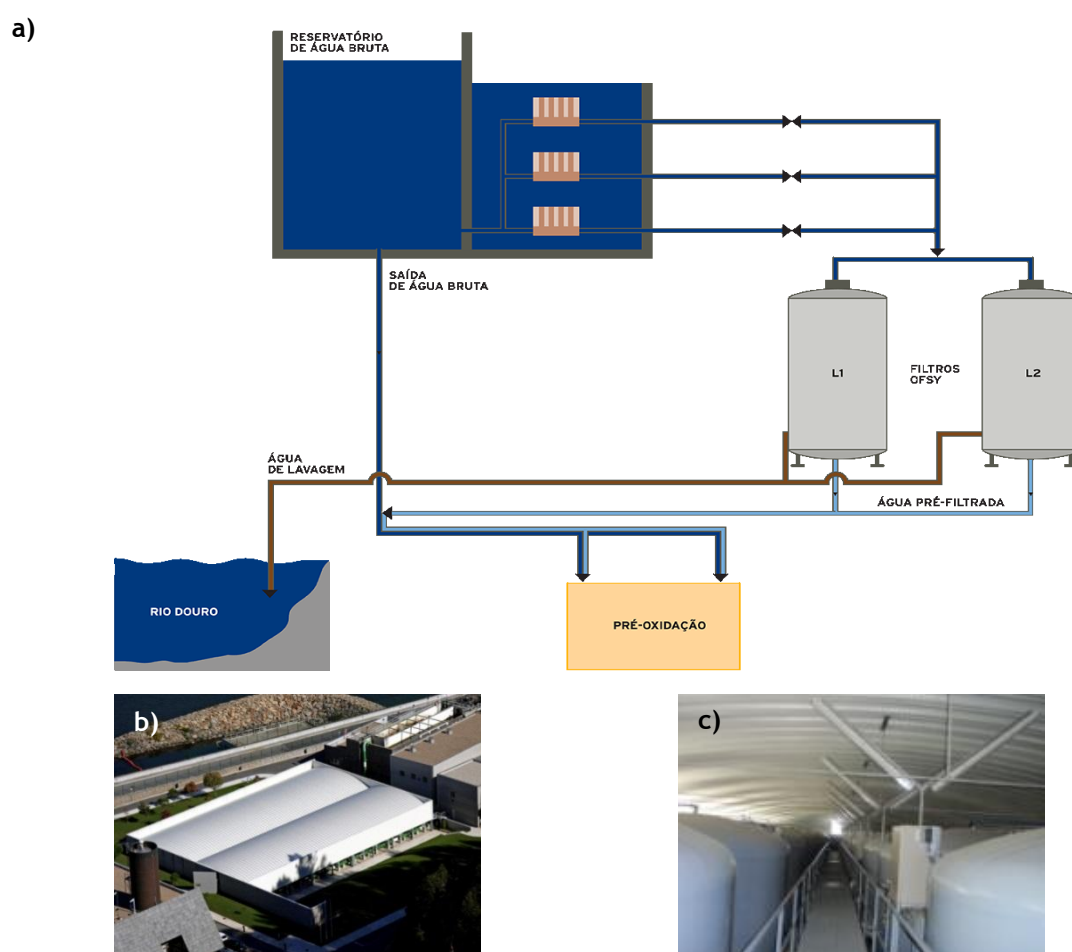 a)
RESERVATÓRIO
DE ÁGUA BRUTA
SAÍDA
DE ÁGUA BRUTA
L1
FILTROS
OFSY
L2
ÁGUA
DE LAVAGEM
ÁGUA PRÉ-FILTRADA
RIO DOURO
PRÉ-OXIDAÇÃO
b)
c)